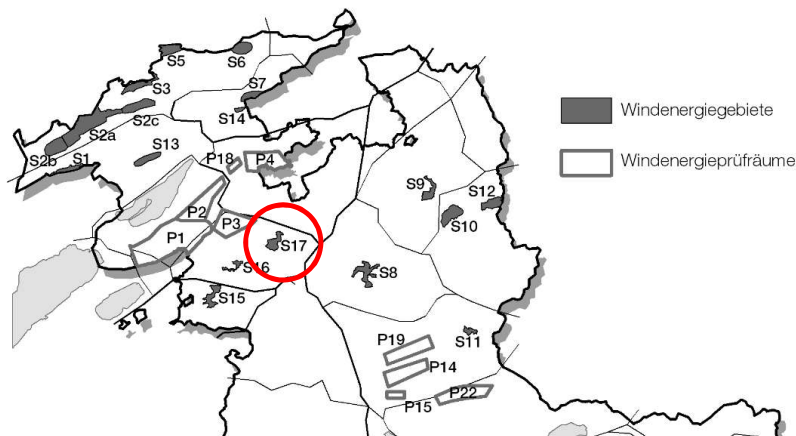 S5
S6
S3
S7
S2c
S14
S2a
S13
S2b
S1
P18
P4
P2
P3
P1
S17
S16
S15
S9
S12
S10
S8
S11
P19
P14
P15
P22
Windenergiegebiete
Windenergieprüfräume